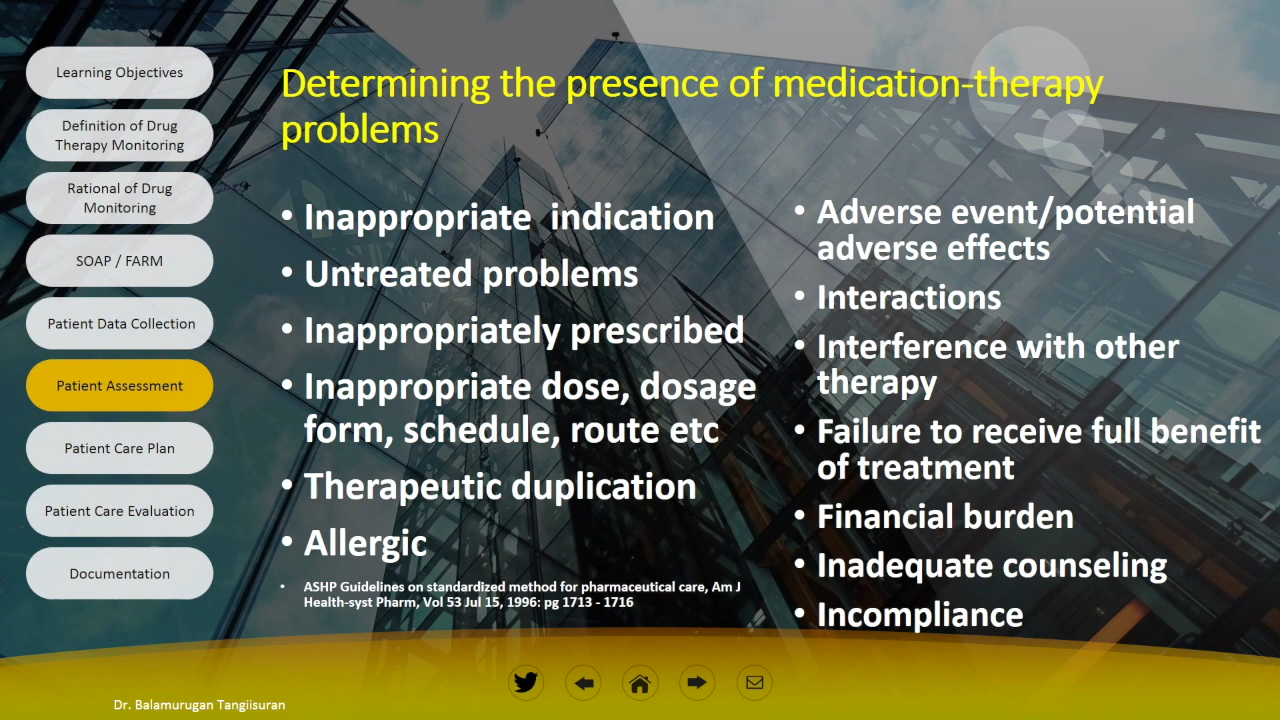 Learning Objectives
Definition of Drug
Therapy Monitoring
Rational of Drug
Monitoring
SOAP / FARM
Patient Data Collection
Patient Assessment
Patient Care Plan
Patient Care Evaluation
Documentation
Determining the presence of medication-therapy
problems
• Inappropriate  indication
• Untreated problems
• Inappropriately prescribed
• Inappropriate dose, dosage
form, schedule, route etc
• Therapeutic duplication
• Allergic
• ASHP Guidelines on standardized method for pharmaceutical care, Am J
Health-syst Pharm, Vol 53 Jul 15, 1996: pg 1713 - 1716
• Adverse event/potential
adverse effects
• Interactions
• Interference with other
therapy
• Failure to receive full benefit
of treatment
• Financial burden
• Inadequate counseling
• Incompliance
Dr. Balamurugan Tangiisuran